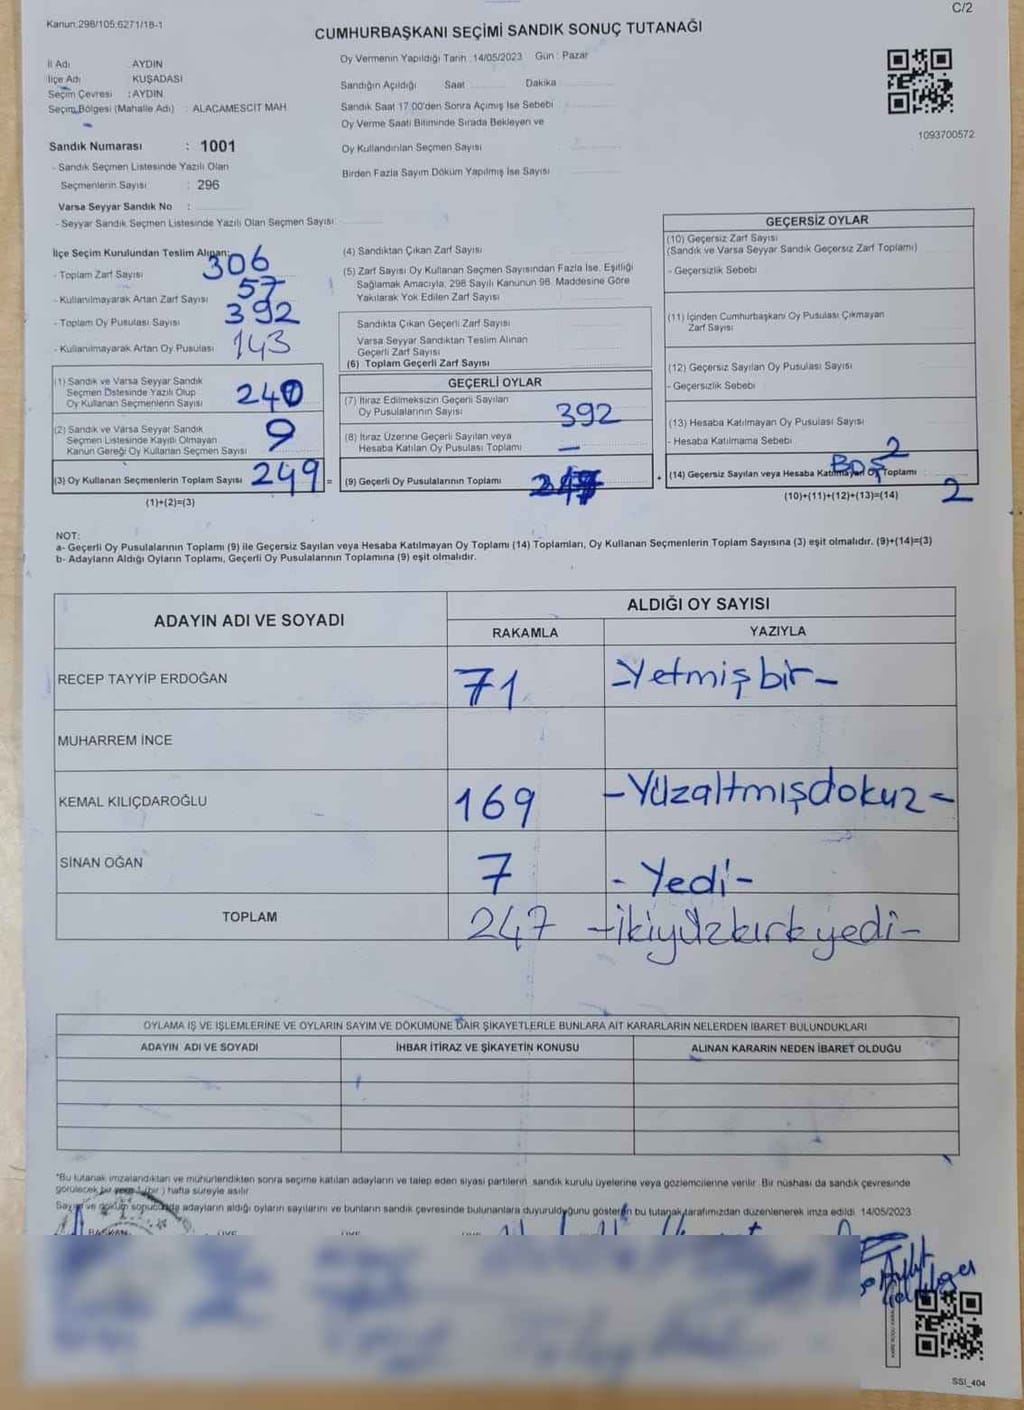 C/2
Kanun:298/105;6271/18-1
CUMHURBAŞKANI SEÇİMİ SANDIK SONUÇ TUTANAĞI
İl Adı : AYDIN
İlçe Adı : KUŞADASI
Seçim Çevresi : AYDIN
Seçim Bölgesi (Mahalle Adı) : ALACAMESCİT MAH.
Oy Vermenin Yapıldığı Tarih : 14/05/2023 Gün : Pazar
Sandığın Açıldığı Saat Dakika
Sandık Saat 17:00'den Sonra Açımış İse Sebebi
Oy Verme Saati Bitiminde Sırada Bekleyen ve
Oy Kullandırılan Seçmen Sayısı
Birden Fazla Sayım Döküm Yapılmış İse Sayısı
1093700572
Sandık Numarası : 1001
- Sandık Seçmen Listesinde Yazılı Olan
Seçmenlerin Sayısı : 296
Varsa Seyyar Sandık No :
- Seyyar Sandık Seçmen Listesinde Yazılı Olan Seçmen Sayısı:
İlçe Seçim Kurulundan Teslim Alınan:
- Toplam Zarf Sayısı 306
- Kullanılmayarak Artan Zarf Sayısı 57
- Toplam Oy Pusulası Sayısı 392
- Kullanılmayarak Artan Oy Pusulası 143
(1) Sandık ve Varsa Seyyar Sandık
Seçmen Listesinde Yazılı Olup
Oy Kullanan Seçmenlerin Sayısı 240
(2) Sandık ve Varsa Seyyar Sandık
Seçmen Listesinde Kayıtlı Olmayan
Kanun Gereği Oy Kullanan Seçmen Sayısı 9
(3) Oy Kullanan Seçmenlerin Toplam Sayısı 249 =
(1)+(2)=(3)
(4) Sandıktan Çıkan Zarf Sayısı
(5) Zarf Sayısı Oy Kullanan Seçmen Sayısından Fazla İse, Eşitliği
Sağlamak Amacıyla, 298 Sayılı Kanunun 98. Maddesine Göre
Yakılarak Yok Edilen Zarf Sayısı
Sandıkta Çıkan Geçerli Zarf Sayısı
Varsa Seyyar Sandıktan Teslim Alınan
Geçerli Zarf Sayısı
(6) Toplam Geçerli Zarf Sayısı
GEÇERLİ OYLAR
(7) İtiraz Edilmeksizin Geçerli Sayılan
Oy Pusulalarının Sayısı 392
(8) İtiraz Üzerine Geçerli Sayılan veya
Hesaba Katılan Oy Pusulası Toplamı –
(9) Geçerli Oy Pusulalarının Toplamı 247 +
GEÇERSİZ OYLAR
(10) Geçersiz Zarf Sayısı
(Sandık ve Varsa Seyyar Sandık Geçersiz Zarf Toplamı)
- Geçersizlik Sebebi
(11) İçinden Cumhurbaşkanı Oy Pusulası Çıkmayan
Zarf Sayısı
(12) Geçersiz Sayılan Oy Pusulası Sayısı
- Geçersizlik Sebebi
(13) Hesaba Katılmayan Oy Pusulası Sayısı
- Hesaba Katılmama Sebebi BOŞ 2
(14) Geçersiz Sayılan veya Hesaba Katılmayan Oy Toplamı
(10)+(11)+(12)+(13)=(14) 2
NOT:
a- Geçerli Oy Pusulalarının Toplamı (9) ile Geçersiz Sayılan veya Hesaba Katılmayan Oy Toplamı (14) Toplamları, Oy Kullanan Seçmenlerin Toplam Sayısına (3) eşit olmalıdır. (9)+(14)=(3)
b- Adayların Aldığı Oyların Toplamı, Geçerli Oy Pusulalarının Toplamına (9) eşit olmalıdır.
ADAYIN ADI VE SOYADI ALDIĞI OY SAYISI
RAKAMLA YAZIYLA
RECEP TAYYİP ERDOĞAN 71 –Yetmişbir–
MUHARREM İNCE
KEMAL KILIÇDAROĞLU 169 –Yüzaltmışdokuz–
SİNAN OĞAN 7 –Yedi–
TOPLAM 247 –ikiyüzkırkyedi–
OYLAMA İŞ VE İŞLEMLERİNE VE OYLARIN SAYIM VE DÖKÜMÜNE DAİR ŞİKAYETLERLE BUNLARA AİT KARARLARIN NELERDEN İBARET BULUNDUKLARI
ADAYIN ADI VE SOYADI İHBAR İTİRAZ VE ŞİKAYETİN KONUSU ALINAN KARARIN NEDEN İBARET OLDUĞU
*Bu tutanak imzalandıktan ve mühürlendikten sonra seçime katılan adayların ve talep eden siyasi partilerin sandık kurulu üyelerine veya gözlemcilerine verilir. Bir nüshası da sandık çevresinde
görülecek bir yere 1 (bir ) hafta süreyle asılır.
Sayım ve döküm sonucunda adayların aldığı oyların sayılarını ve bunların sandık çevresinde bulunanlara duyurulduğunu gösteren bu tutanak tarafımızdan düzenlenerek imza edildi. 14/05/2023
BAŞKAN ÜYE ÜYE ÜYE
SSİ_404